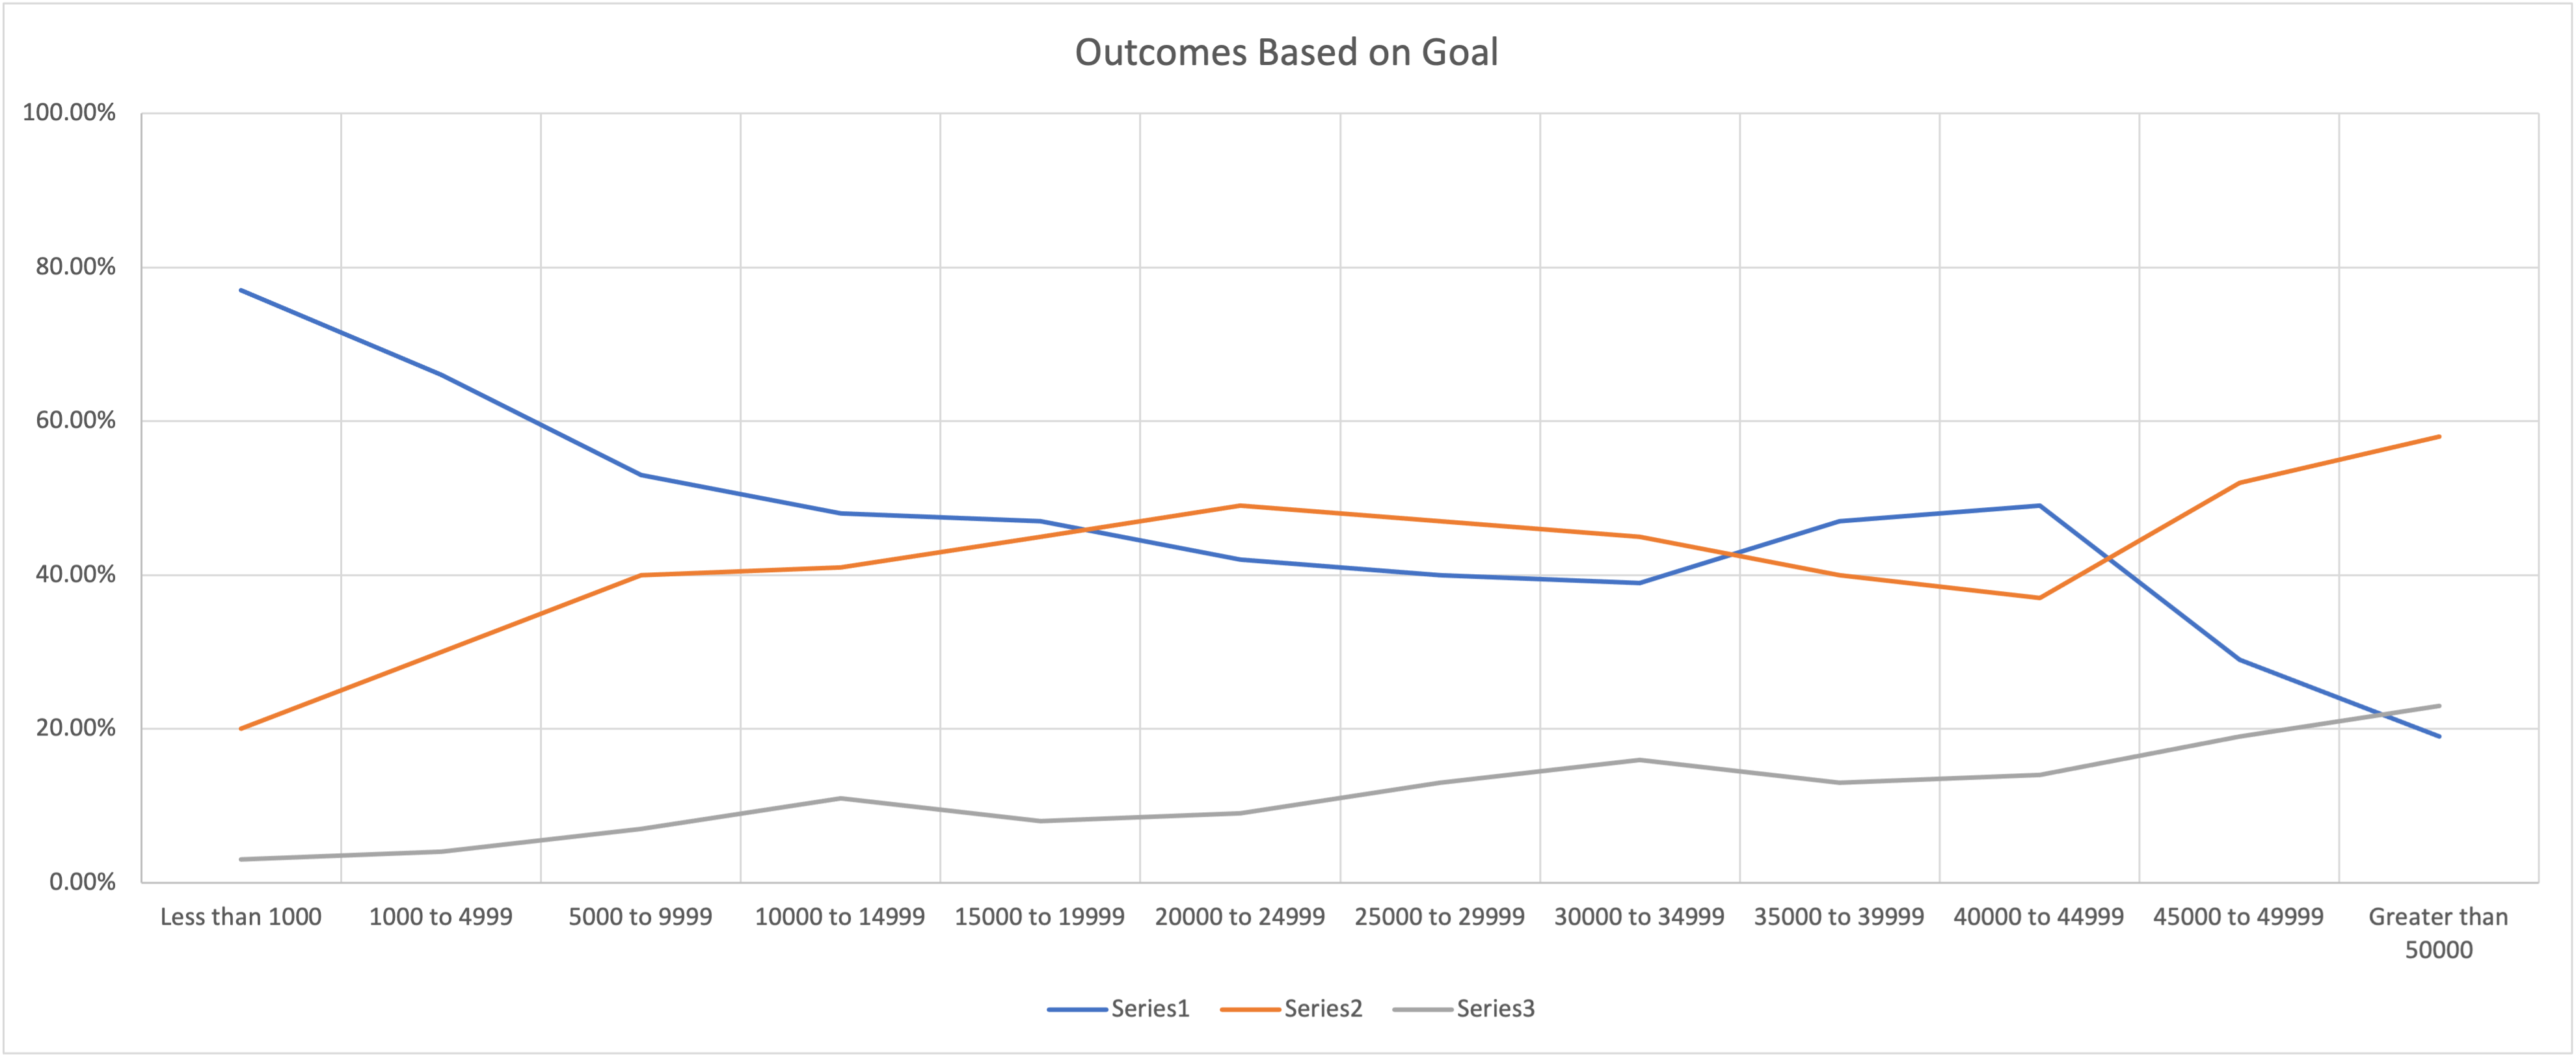 Outcomes Based on Goal
100.00%
80.00%
60.00%
40.00%
20.00%
0.00%
Less than 1000 1000 to 4999 5000 to 9999 10000 to 14999 15000 to 19999 20000 to 24999 25000 to 29999 30000 to 34999 35000 to 39999 40000 to 44999 45000 to 49999 Greater than
50000
Series1 Series2 Series3